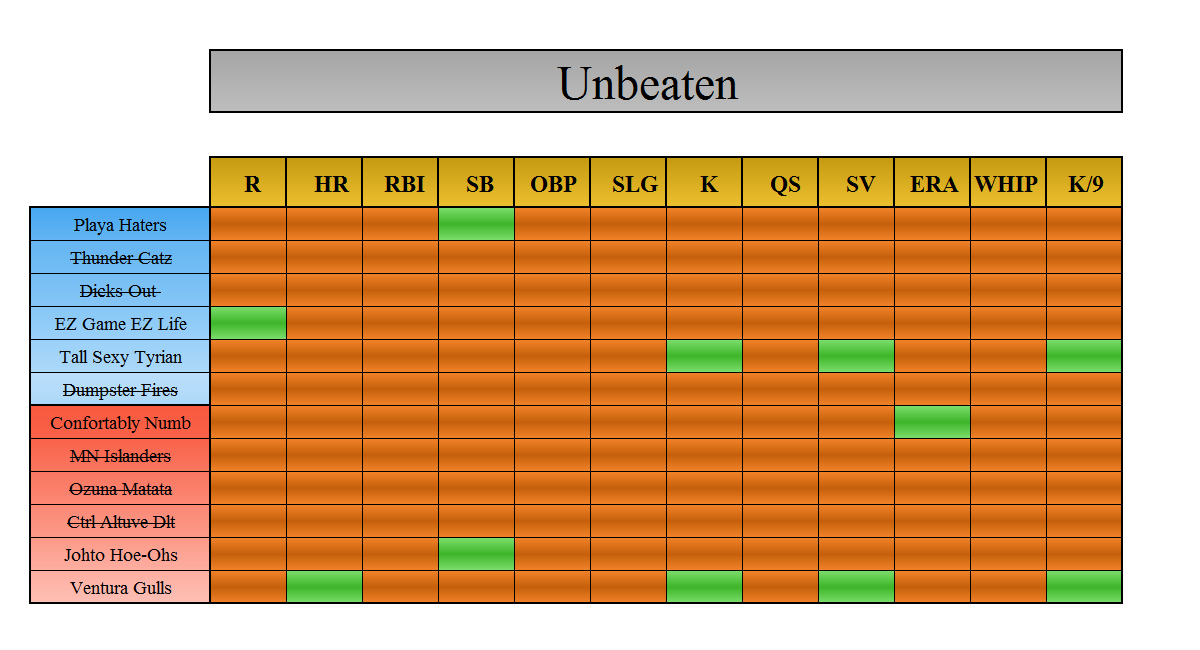 Unbeaten
R HR RBI SB OBP SLG K QS SV ERA WHIP K/9
Playa Haters
Thunder Catz
Dicks Out
EZ Game EZ Life
Tall Sexy Tyrian
Dumpster Fires
Confortably Numb
MN Islanders
Ozuna Matata
Ctrl Altuve Dlt
Johto Hoe-Ohs
Ventura Gulls